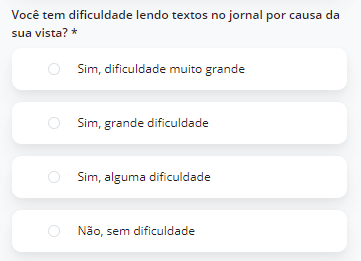 Você tem dificuldade lendo textos no jornal por causa da
sua vista? *
Sim, dificuldade muito grande
Sim, grande dificuldade
Sim, alguma dificuldade
Não, sem dificuldade